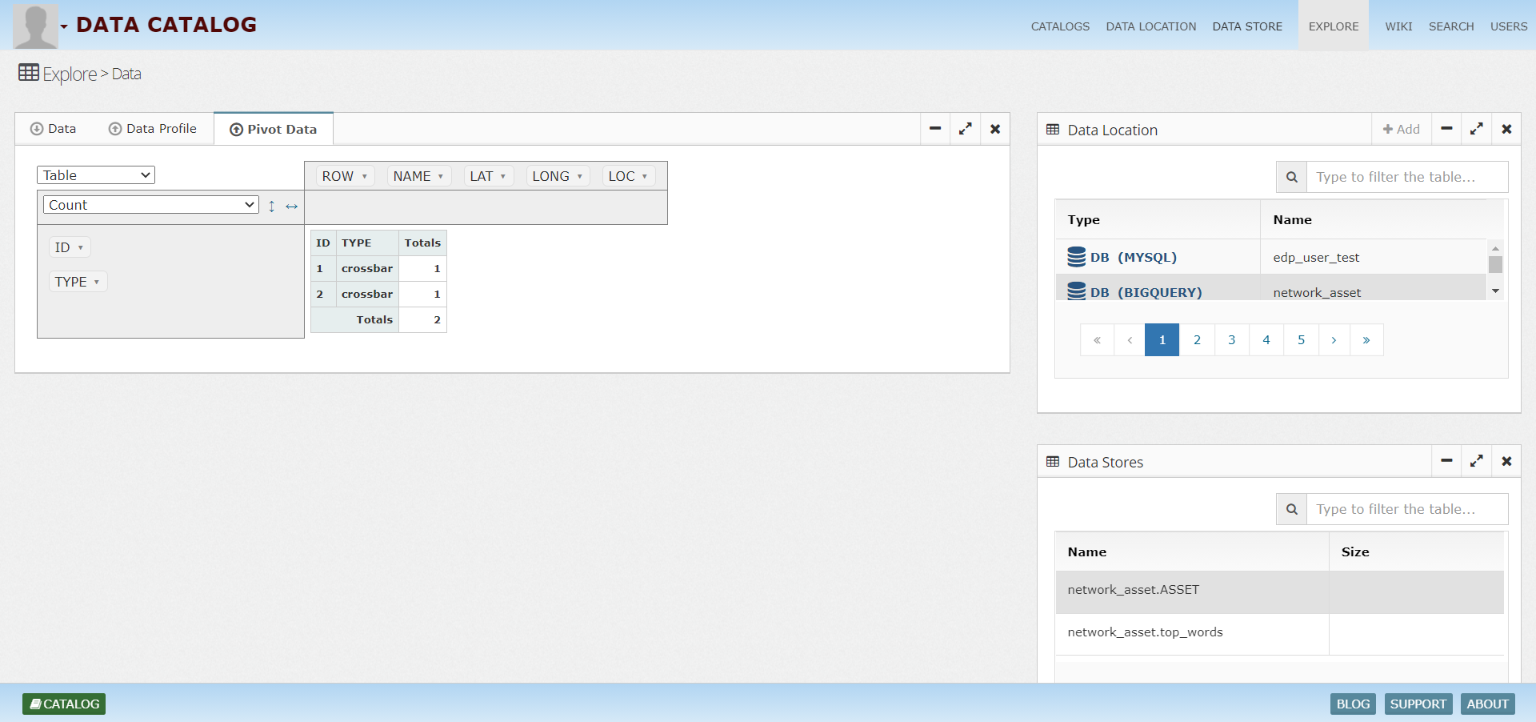 DATA CATALOG
CATALOGS DATA LOCATION DATA STORE EXPLORE WIKI SEARCH USERS
Explore > Data
Data Data Profile Pivot Data
Table
ROW NAME LAT LONG LOC
Count
ID
TYPE
ID TYPE Totals
1 crossbar 1
2 crossbar 1
Totals 2
Data Location + Add
Type to filter the table...
Type Name
DB (MYSQL) edp_user_test
DB (BIGQUERY) network_asset
« ‹ 1 2 3 4 5 › »
Data Stores
Type to filter the table...
Name Size
network_asset.ASSET
network_asset.top_words
CATALOG
BLOG SUPPORT ABOUT